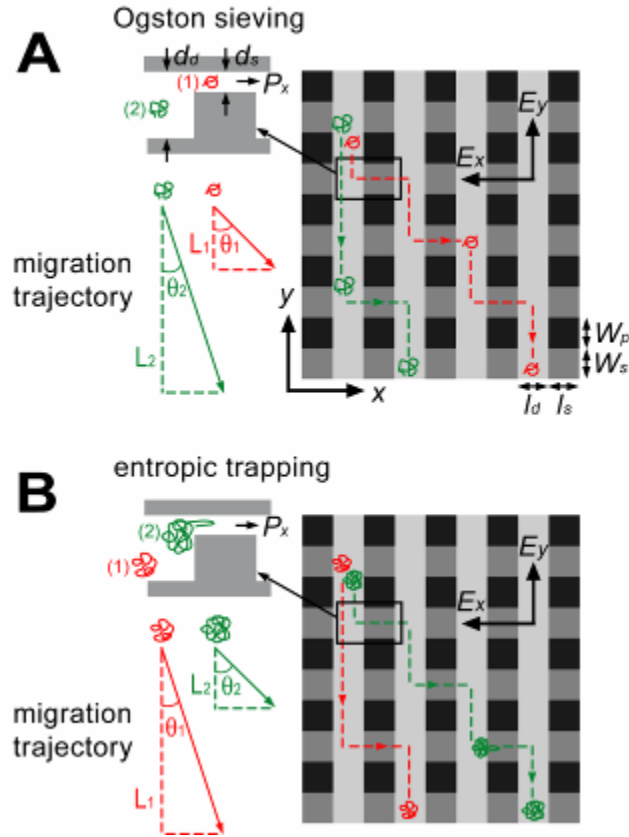 Ogston sieving
A
d_d
d_s
(1)
P_x
(2)
E_y
E_x
L_1
θ_1
migration
trajectory
θ_2
L_2
y
x
W_p
W_s
l_d
l_s
B
entropic trapping
(2)
P_x
(1)
E_y
E_x
L_2
θ_2
θ_1
migration
trajectory
L_1